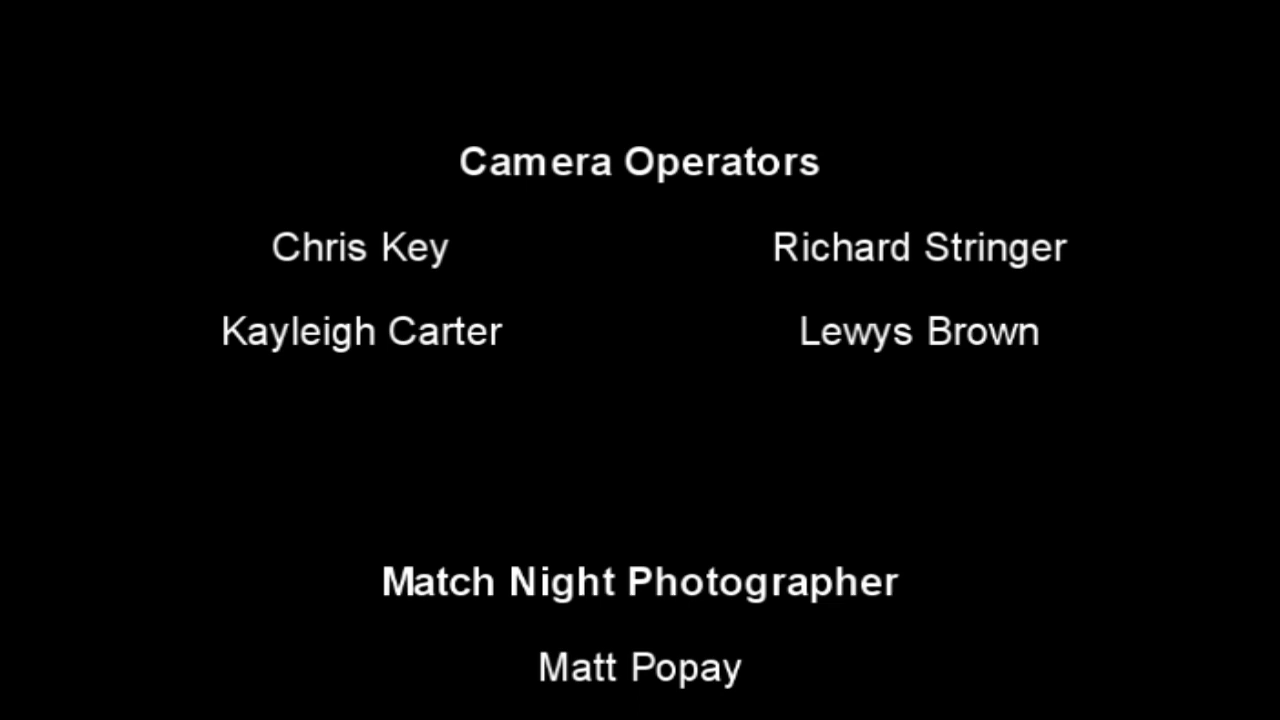 Camera Operators
Chris Key Richard Stringer
Kayleigh Carter Lewys Brown
Match Night Photographer
Matt Popay